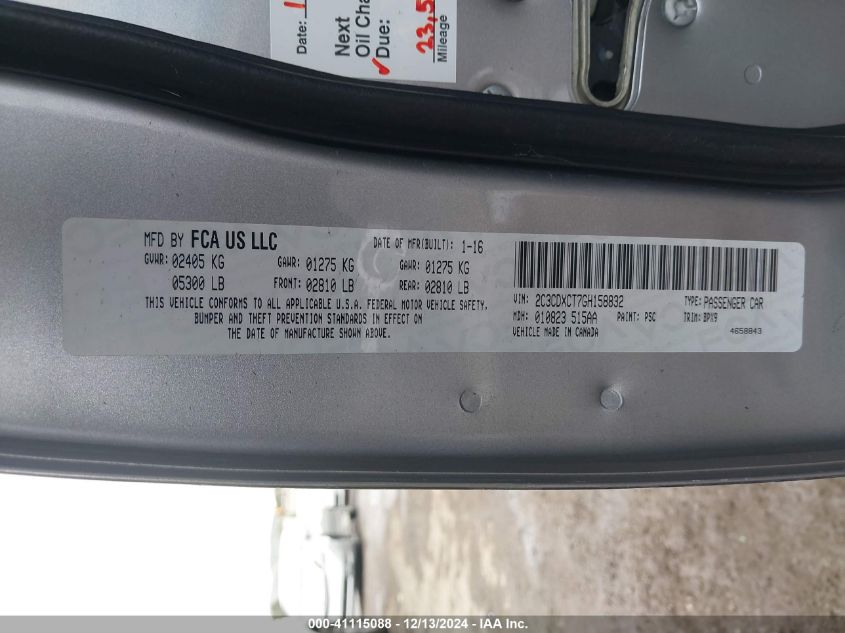 Date: 1
Next
Oil Cha
✓Due:
23,5
Mileage
MFD BY FCA US LLC
DATE OF MFR(BUILT): 1-16
GVWR: 02405 KG GAWR: 01275 KG GAWR: 01275 KG
05300 LB FRONT: 02810 LB REAR: 02810 LB
THIS VEHICLE CONFORMS TO ALL APPLICABLE U.S.A. FEDERAL MOTOR VEHICLE SAFETY,
BUMPER AND THEFT PREVENTION STANDARDS IN EFFECT ON
THE DATE OF MANUFACTURE SHOWN ABOVE.
VIN: 2C3CDXCT7GH158832 TYPE: PASSENGER CAR
MDH: 010823 515AA PAINT: PSC TRIM: BPX9
VEHICLE MADE IN CANADA 4658843
000-41115088 - 12/13/2024 - IAA Inc.